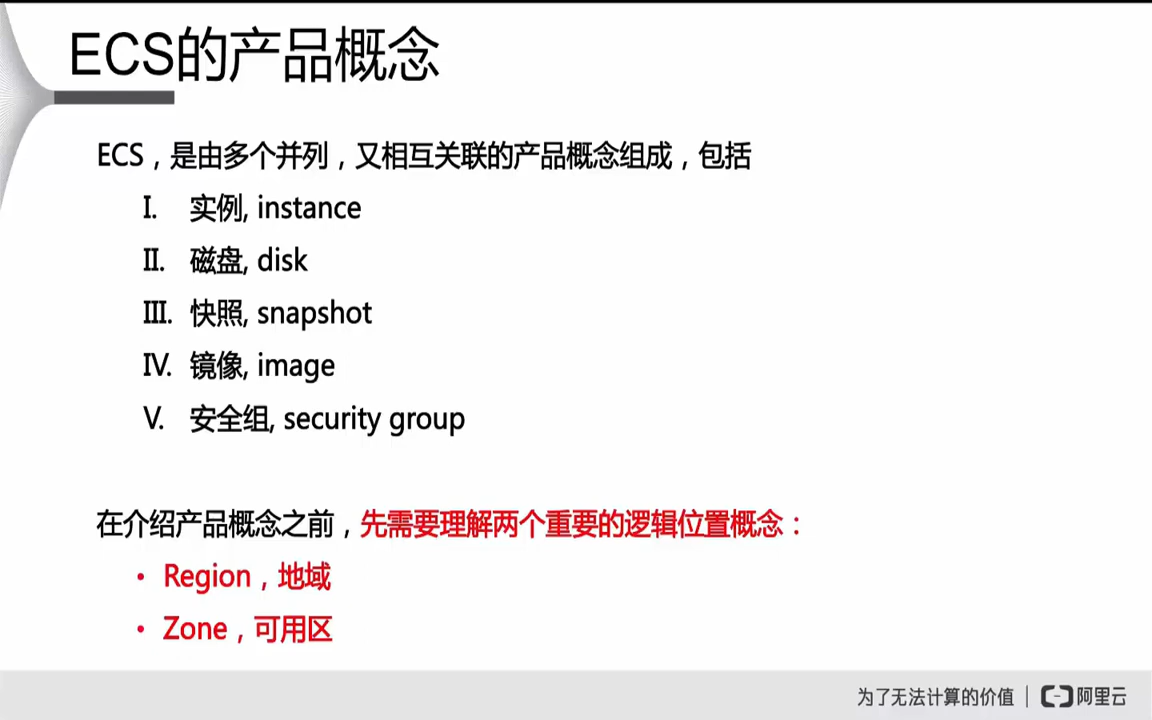 ECS的产品概念
ECS，是由多个并列，又相互关联的产品概念组成，包括
I. 实例, instance
II. 磁盘, disk
III. 快照, snapshot
IV. 镜像, image
V. 安全组, security group
在介绍产品概念之前，先需要理解两个重要的逻辑位置概念：
• Region，地域
• Zone，可用区
为了无法计算的价值 | 阿里云